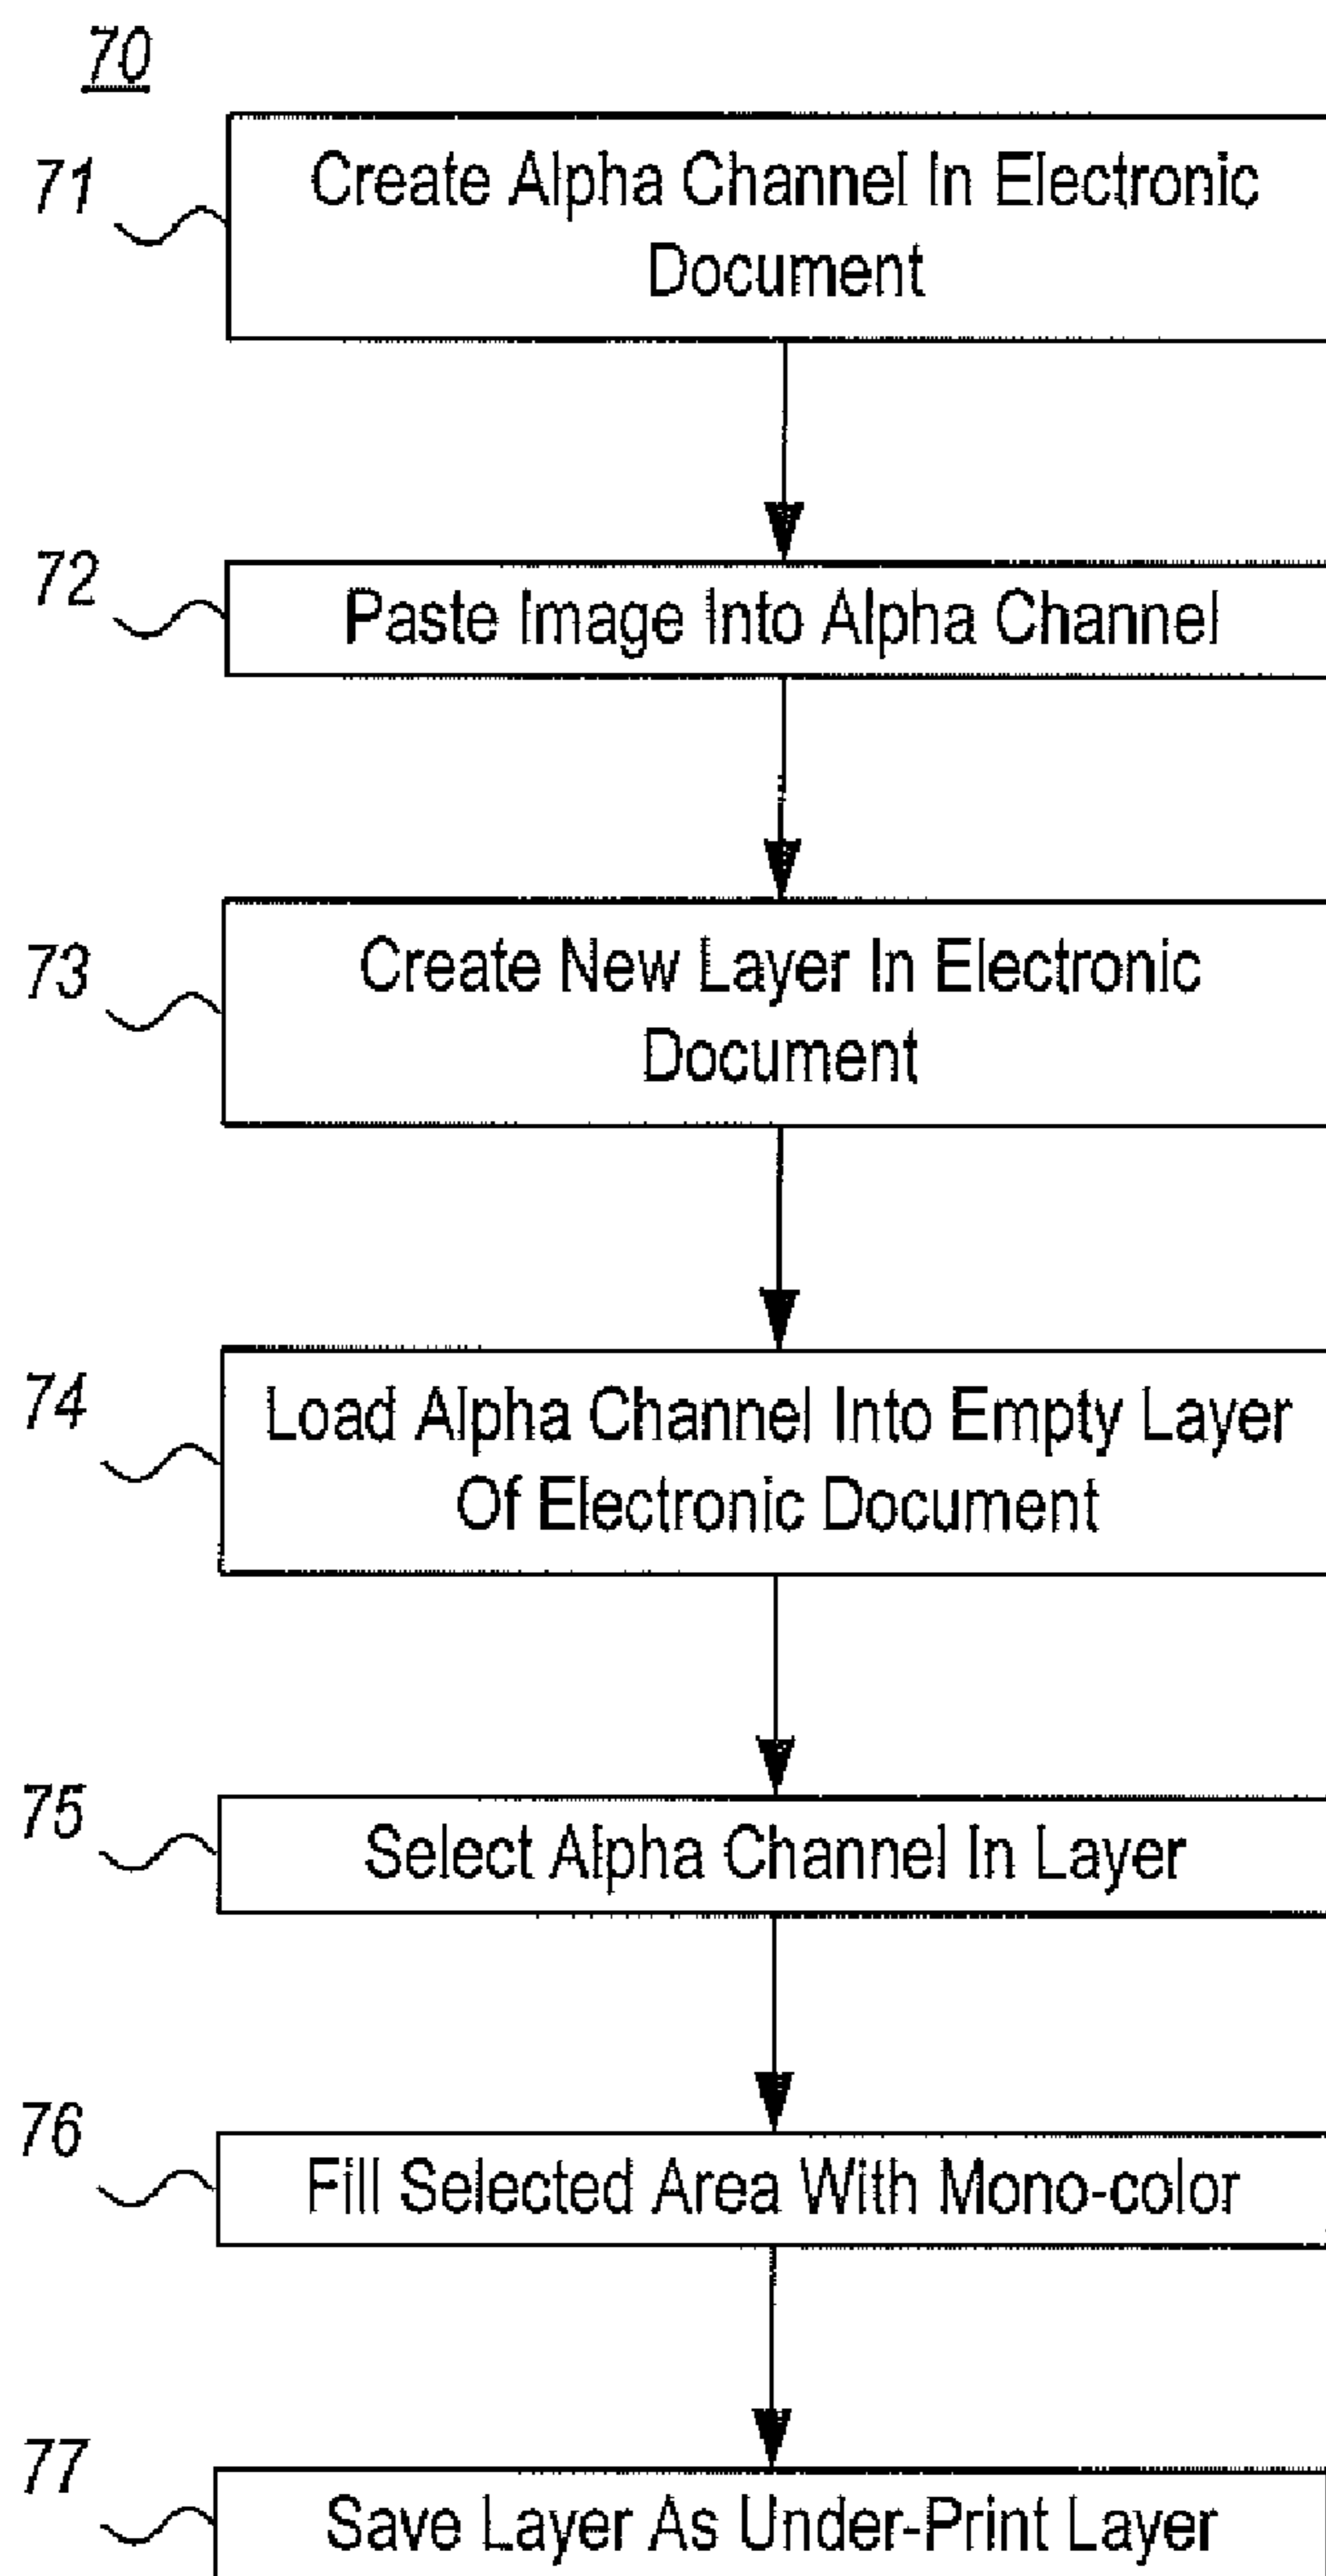 70
71
Create Alpha Channel In Electronic
Document
72
Paste Image Into Alpha Channel
73
Create New Layer In Electronic
Document
74
Load Alpha Channel Into Empty Layer
Of Electronic Document
75
Select Alpha Channel In Layer
76
Fill Selected Area With Mono-color
77
Save Layer As Under-Print Layer